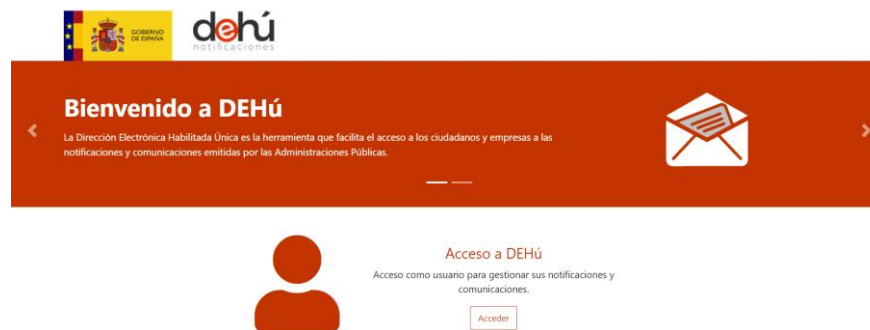 GOBIERNO
DE ESPAÑA
dehú
notificaciones
Bienvenido a DEHú
La Dirección Electrónica Habilitada Única es la herramienta que facilita el acceso a los ciudadanos y empresas a las
notificaciones y comunicaciones emitidas por las Administraciones Públicas.
Acceso a DEHú
Acceso como usuario para gestionar sus notificaciones y
comunicaciones.
Acceder